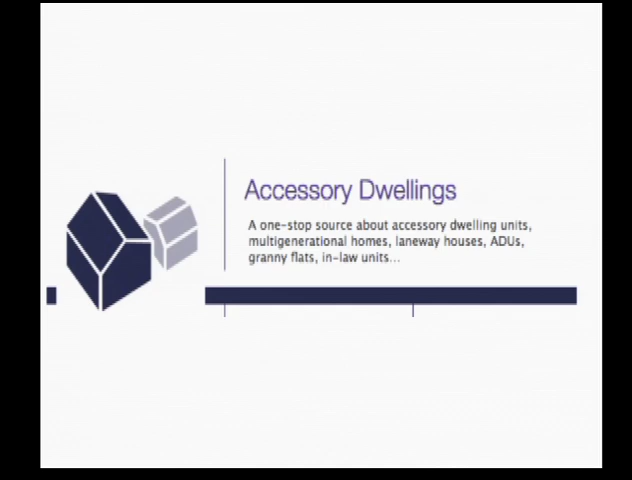 Accessory Dwellings
A one-stop source about accessory dwelling units,
multigenerational homes, laneway houses, ADUs,
granny flats, in-law units...